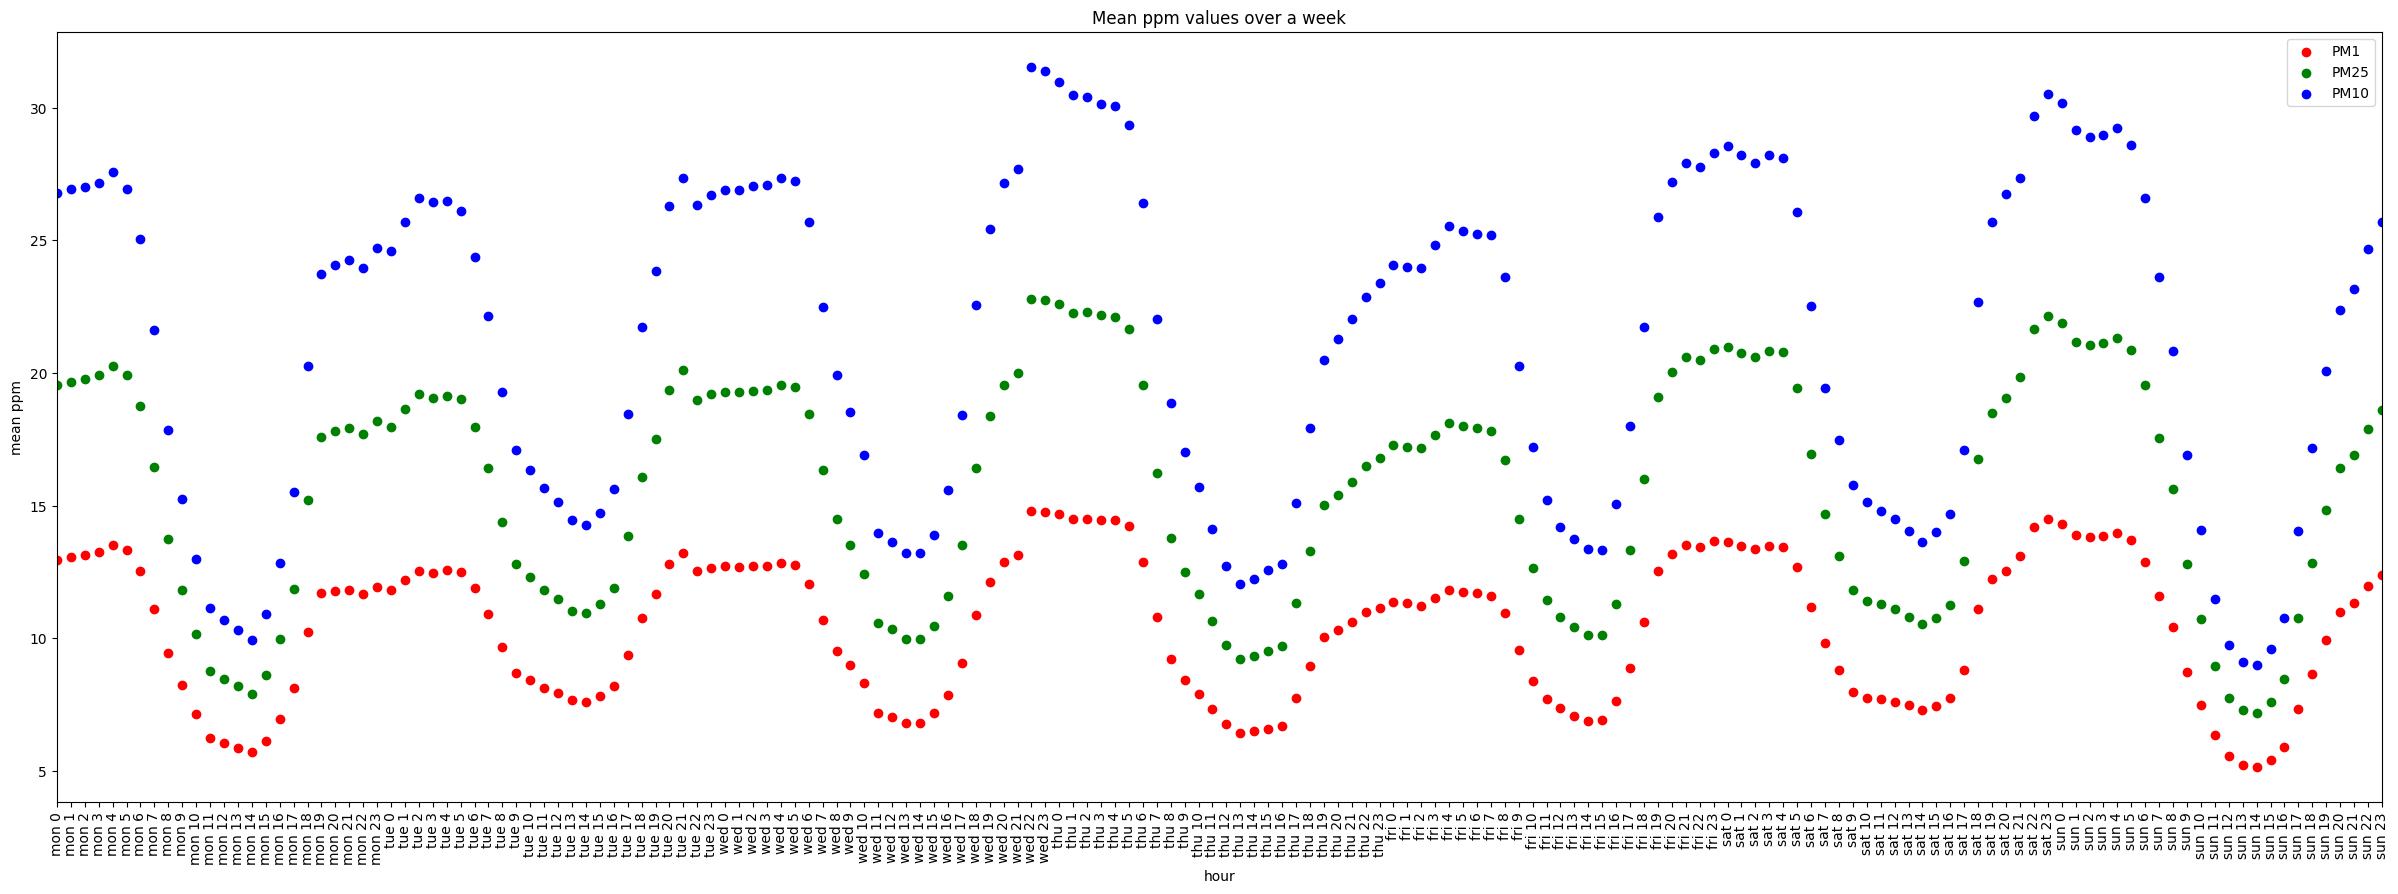 Mean ppm values over a week
PM1
PM25
PM10
mean ppm
30
25
20
15
10
5
mon 0
mon 1
mon 2
mon 3
mon 4
mon 5
mon 6
mon 7
mon 8
mon 9
mon 10
mon 11
mon 12
mon 13
mon 14
mon 15
mon 16
mon 17
mon 18
mon 19
mon 20
mon 21
mon 22
mon 23
tue 0
tue 1
tue 2
tue 3
tue 4
tue 5
tue 6
tue 7
tue 8
tue 9
tue 10
tue 11
tue 12
tue 13
tue 14
tue 15
tue 16
tue 17
tue 18
tue 19
tue 20
tue 21
tue 22
tue 23
wed 0
wed 1
wed 2
wed 3
wed 4
wed 5
wed 6
wed 7
wed 8
wed 9
wed 10
wed 11
wed 12
wed 13
wed 14
wed 15
wed 16
wed 17
wed 18
wed 19
wed 20
wed 21
wed 22
wed 23
thu 0
thu 1
thu 2
thu 3
thu 4
thu 5
thu 6
thu 7
thu 8
thu 9
thu 10
thu 11
thu 12
thu 13
thu 14
thu 15
thu 16
thu 17
thu 18
thu 19
thu 20
thu 21
thu 22
thu 23
fri 0
fri 1
fri 2
fri 3
fri 4
fri 5
fri 6
fri 7
fri 8
fri 9
fri 10
fri 11
fri 12
fri 13
fri 14
fri 15
fri 16
fri 17
fri 18
fri 19
fri 20
fri 21
fri 22
fri 23
sat 0
sat 1
sat 2
sat 3
sat 4
sat 5
sat 6
sat 7
sat 8
sat 9
sat 10
sat 11
sat 12
sat 13
sat 14
sat 15
sat 16
sat 17
sat 18
sat 19
sat 20
sat 21
sat 22
sat 23
sun 0
sun 1
sun 2
sun 3
sun 4
sun 5
sun 6
sun 7
sun 8
sun 9
sun 10
sun 11
sun 12
sun 13
sun 14
sun 15
sun 16
sun 17
sun 18
sun 19
sun 20
sun 21
sun 22
sun 23
hour